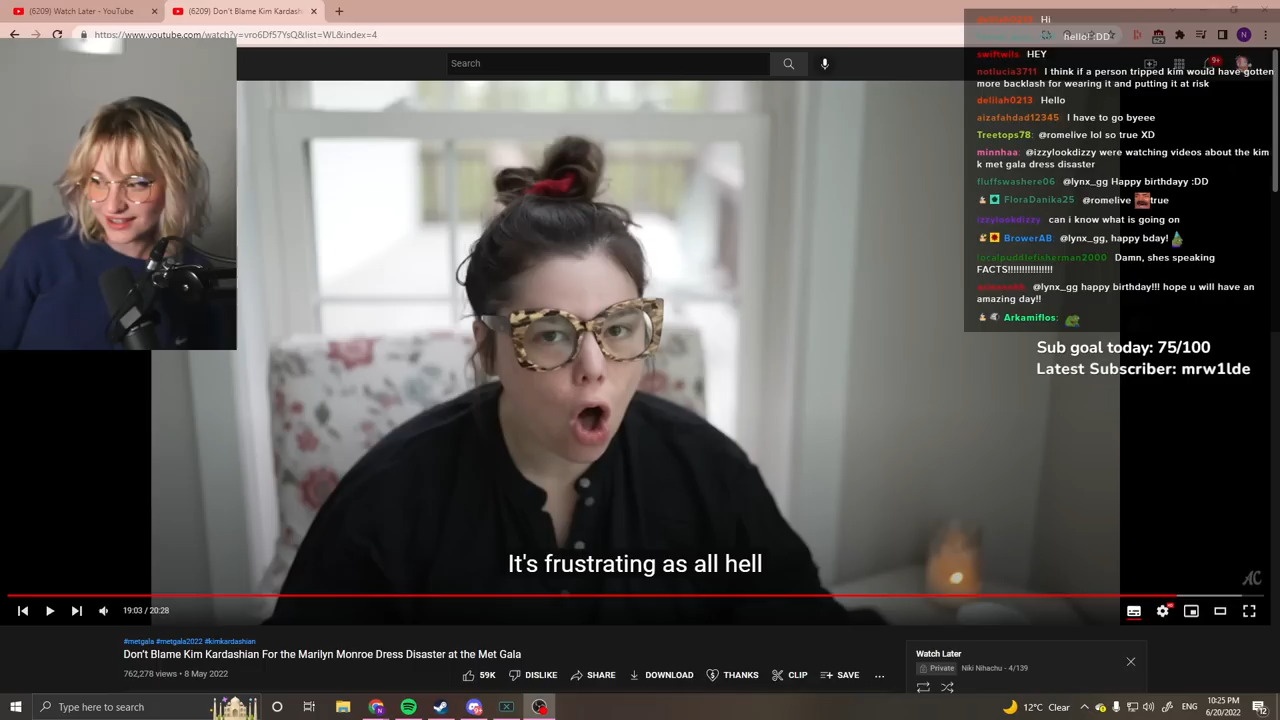 (6209) Watch Later - YouTube
(6209) Don't Blame Kim Kardash
https://www.youtube.com/watch?v=vro6Df57YsQ&list=WL&index=4
Search
9+
N
delilah0213 Hi
hello!:DD
swiftwils HEY
notlucia3711 I think if a person tripped kim would have gotten
more backlash for wearing it and putting it at risk
delilah0213 Hello
aizafahdad12345 I have to go byeee
Treetops78: @romelive lol so true XD
minnhaa: @izzylookdizzy were watching videos about the kim
k met gala dress disaster
fluffswashere06 @lynx_gg Happy birthdayy :DD
FloraDanika25 @romelive true
izzylookdizzy can i know what is going on
BrowerAB: @lynx_gg, happy bday!
localpuddlefisherman2000 Damn, shes speaking
FACTS!!!!!!!!!!!!!!!!
@lynx_gg happy birthday!!! hope u will have an
amazing day!!
Arkamiflos:
Sub goal today: 75/100
Latest Subscriber: mrw1lde
It's frustrating as all hell
AC
19:03 / 20:28
#metgala #metgala2022 #kimkardashian
Don't Blame Kim Kardashian For the Marilyn Monroe Dress Disaster at the Met Gala
762,278 views • 8 May 2022
59K DISLIKE SHARE DOWNLOAD THANKS CLIP SAVE
Watch Later
Private Niki Nihachu - 4/139
Type here to search
12°C Clear
10:25 PM
6/20/2022
12